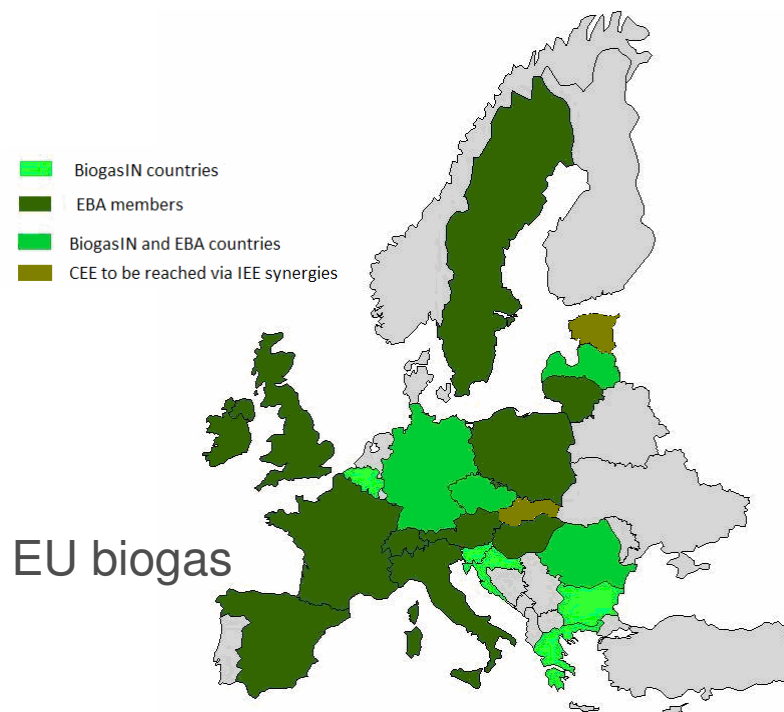 BiogasIN countries
EBA members
BiogasIN and EBA countries
CEE to be reached via IEE synergies
EU biogas